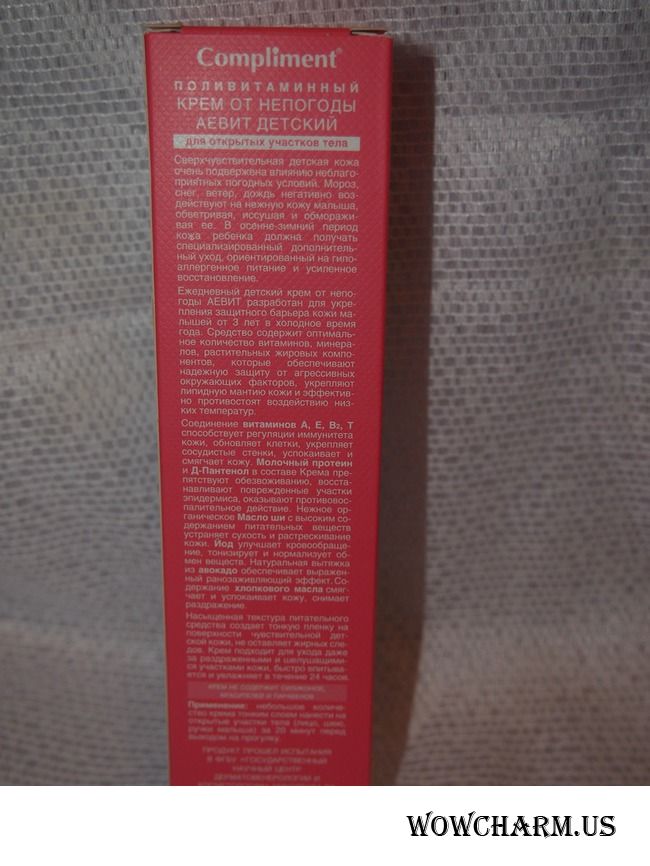 Compliment®
ПОЛИВИТАМИННЫЙ
КРЕМ ОТ НЕПОГОДЫ
АЕВИТ ДЕТСКИЙ
для открытых участков тела
Сверхчувствительная детская кожа
очень подвержена влиянию неблаго-
приятных погодных условий. Мороз,
снег, ветер, дождь негативно воз-
действуют на нежную кожу малыша,
обветривая, иссушая и обморажи-
вая ее. В осенне-зимний период
кожа ребенка должна получать
специализированный дополнитель-
ный уход, ориентированный на гипо-
аллергенное питание и усиленное
восстановление.
Ежедневный детский крем от непо-
годы АЕВИТ разработан для укре-
пления защитного барьера кожи ма-
лышей от 3 лет в холодное время
года. Средство содержит оптималь-
ное количество витаминов, минера-
лов, растительных жировых компо-
нентов, которые обеспечивают
надежную защиту от агрессивных
окружающих факторов, укрепляют
липидную мантию кожи и эффектив-
но противостоят воздействию низ-
ких температур.
Соединение витаминов А, Е, В₂, Т
способствует регуляции иммунитета
кожи, обновляет клетки, укрепляет
сосудистые стенки, успокаивает и
смягчает кожу. Молочный протеин
и Д-Пантенол в составе Крема пре-
пятствуют обезвоживанию, восста-
навливают поврежденные участки
эпидермиса, оказывают противовос-
палительное действие. Нежное ор-
ганическое Масло ши с высоким со-
держанием питательных веществ
устраняет сухость и растрескивание
кожи. Йод улучшает кровообраще-
ние, тонизирует и нормализует об-
мен веществ. Натуральная вытяжка
из авокадо обеспечивает выражен-
ный ранозаживляющий эффект. Со-
держание хлопкового масла смяг-
чает и успокаивает кожу, снимает
раздражение.
Насыщенная текстура питательного
средства создает тонкую пленку на
поверхности чувствительной дет-
ской кожи, не оставляет жирных сле-
дов. Крем подходит для ухода даже
за раздраженными и шелушащими-
ся участками кожи, быстро впитыва-
ется и увлажняет в течение 24 часов.
КРЕМ НЕ СОДЕРЖИТ СИЛИКОНОВ,
КРАСИТЕЛЕЙ И ПАРАБЕНОВ
Применение: небольшое количе-
ство крема тонким слоем нанести на
открытые участки тела (лицо, шею,
ручки малыша) за 20 минут перед
выходом на прогулку.
ПРОДУКТ ПРОШЕЛ ИСПЫТАНИЯ
В ФГБУ «ГОСУДАРСТВЕННЫЙ
НАУЧНЫЙ ЦЕНТР
ДЕРМАТОВЕНЕРОЛОГИИ И
WOWCHARM.US